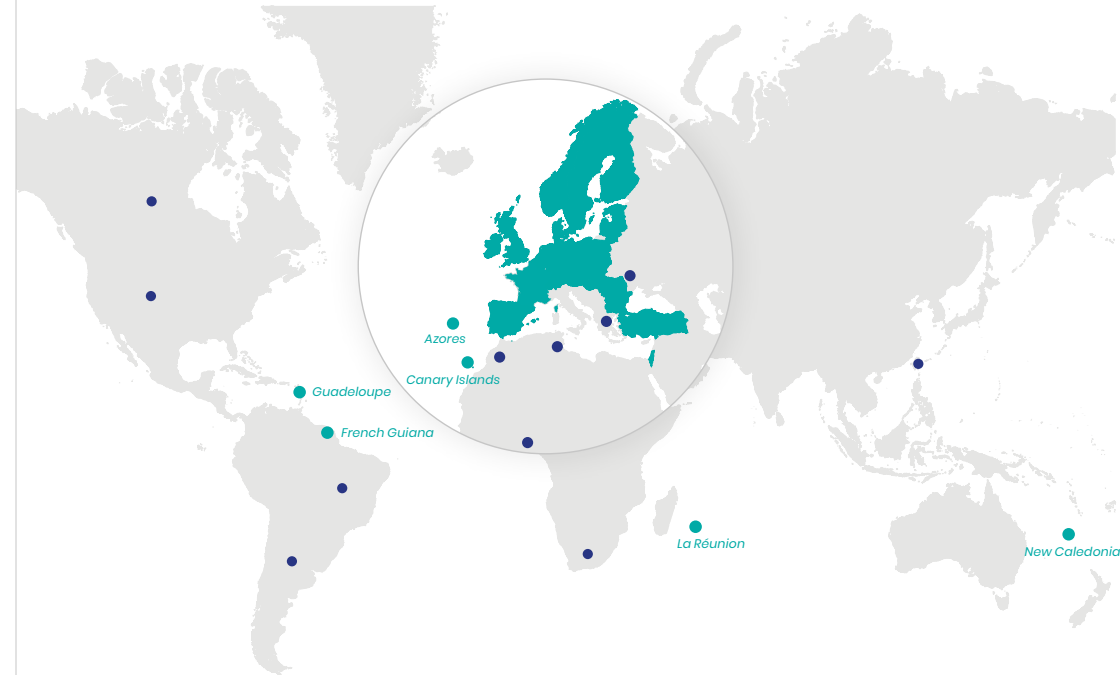 Azores
Canary Islands
Guadeloupe
French Guiana
La Réunion
New Caledonia